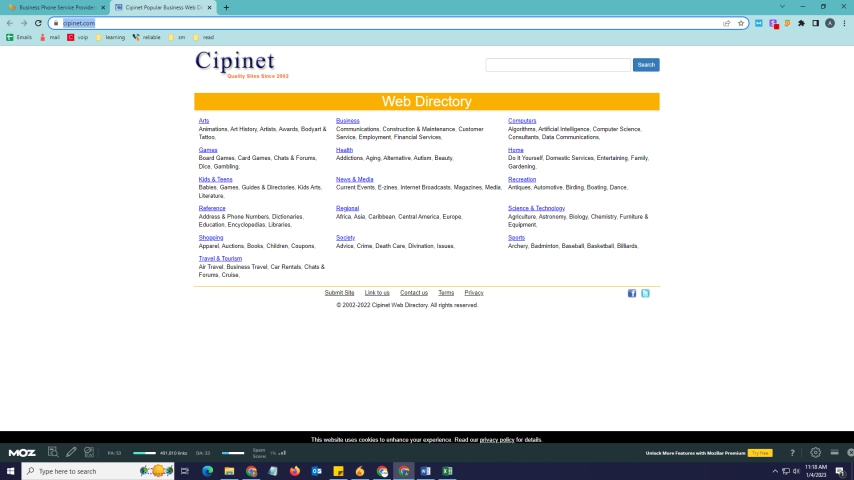 Business Phone Service Provider
Cipinet Popular Business Web Di
cipinet.com
Emails
mail
voip
learning
reliable
sm
read
Cipinet
Quality Sites Since 2002
Search
Web Directory
Arts
Animations, Art History, Artists, Awards, Bodyart &
Tattoo,
Business
Communications, Construction & Maintenance, Customer
Service, Employment, Financial Services,
Computers
Algorithms, Artificial Intelligence, Computer Science,
Consultants, Data Communications,
Games
Board Games, Card Games, Chats & Forums,
Dice, Gambling,
Health
Addictions, Aging, Alternative, Autism, Beauty,
Home
Do It Yourself, Domestic Services, Entertaining, Family,
Gardening,
Kids & Teens
Babies, Games, Guides & Directories, Kids Arts,
Literature,
News & Media
Current Events, E-zines, Internet Broadcasts, Magazines, Media,
Recreation
Antiques, Automotive, Birding, Boating, Dance,
Reference
Address & Phone Numbers, Dictionaries,
Education, Encyclopedias, Libraries,
Regional
Africa, Asia, Caribbean, Central America, Europe,
Science & Technology
Agriculture, Astronomy, Biology, Chemistry, Furniture &
Equipment,
Shopping
Apparel, Auctions, Books, Children, Coupons,
Society
Advice, Crime, Death Care, Divination, Issues,
Sports
Archery, Badminton, Baseball, Basketball, Billiards,
Travel & Tourism
Air Travel, Business Travel, Car Rentals, Chats &
Forums, Cruise,
Submit Site Link to us Contact us Terms Privacy
© 2002-2022 Cipinet Web Directory. All rights reserved.
This website uses cookies to enhance your experience. Read our privacy policy for details.
MOZ
PA: 53
DA: 33
Spam
Score:
1%
Unlock More Features with MozBar Premium
Try Free
Type here to search
11:18 AM
1/4/2023